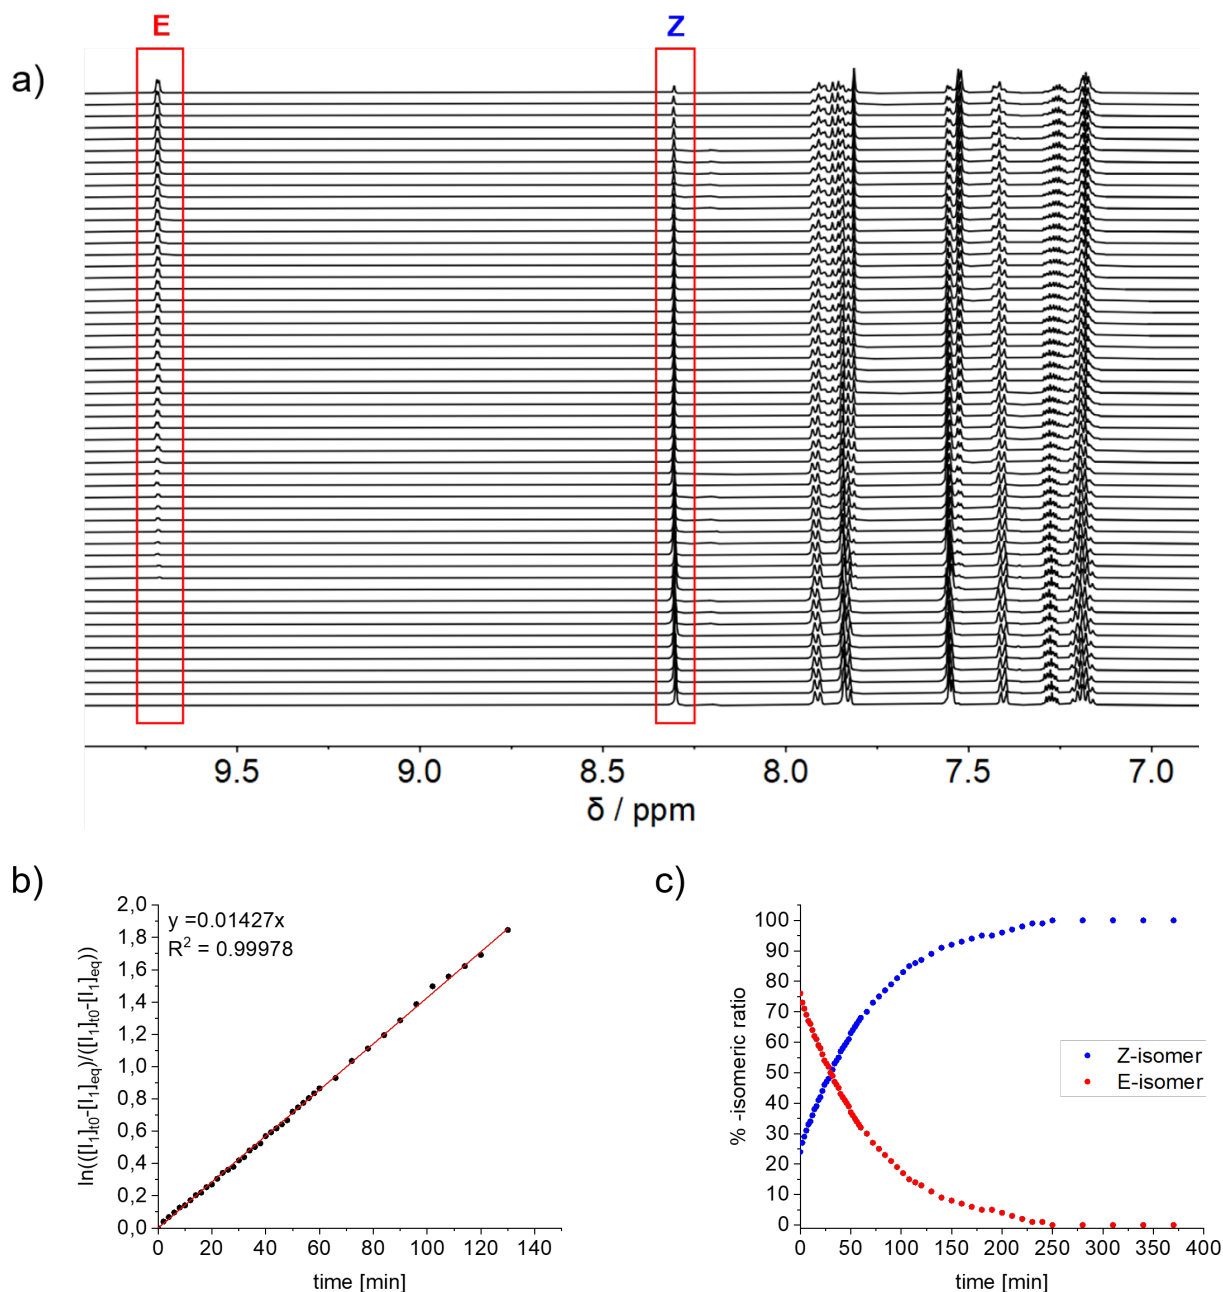 E Z
a)
9.5 9.0 8.5 8.0 7.5 7.0
δ / ppm
b)
2,0
1,8
1,6
1,4
1,2
1,0
0,8
0,6
0,4
0,2
0,0
ln(([I₁]t0-[I₁]eq)/([I₁]t0-[I₁]eq))
y =0.01427x
R² = 0.99978
0 20 40 60 80 100 120 140
time [min]
c)
100
90
80
70
60
50
40
30
20
10
0
% -isomeric ratio
Z-isomer
E-isomer
0 50 100 150 200 250 300 350 400
time [min]